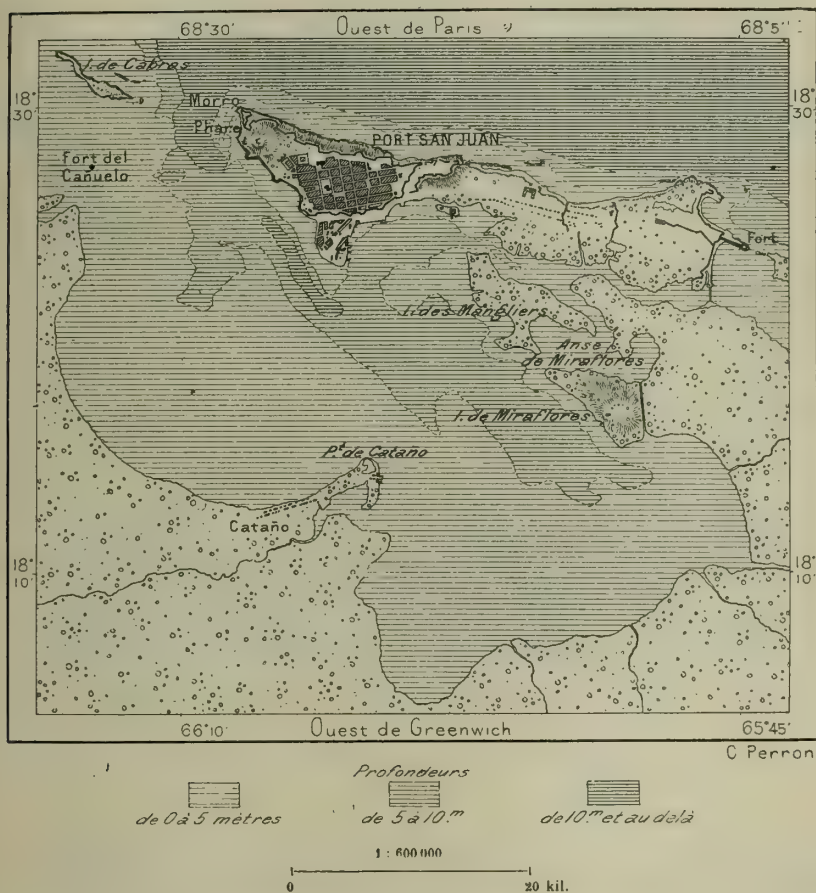 68°30'
Ouest de Paris
68°5'
I. de Cabras
18°
30'
18°
30'
Morro
Phare
PORT SAN JUAN
Fort del
Cañuelo
Fort
I. des Mangliers
Anse
de Miraflores
I. de Miraflores
Pt. de Cataño
Cataño
18°
10'
18°
10'
66°10'
Ouest de Greenwich
65°45'
C Perron
Profondeurs
de 0 à 5 mètres
de 5 à 10.m
de 10.m et au delà
1 : 600 000
0
20 kil.